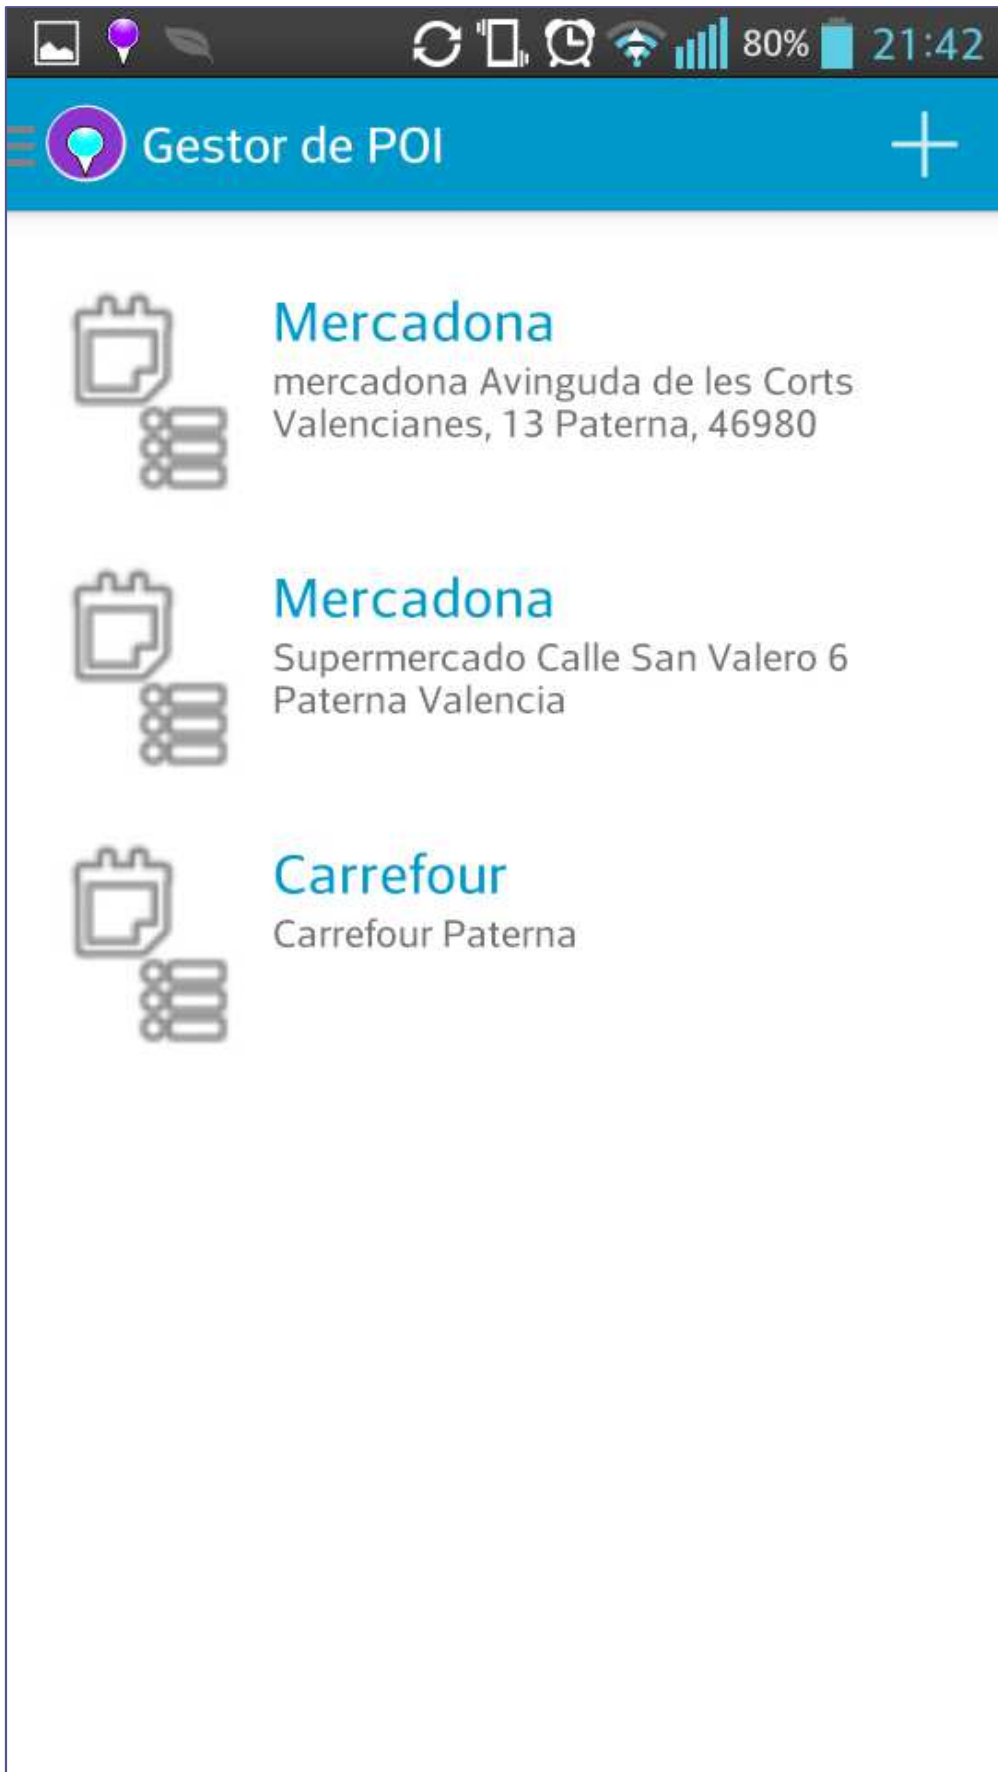 80% 21:42
Gestor de POI
Mercadona
mercadona Avinguda de les Corts
Valencianes, 13 Paterna, 46980
Mercadona
Supermercado Calle San Valero 6
Paterna Valencia
Carrefour
Carrefour Paterna